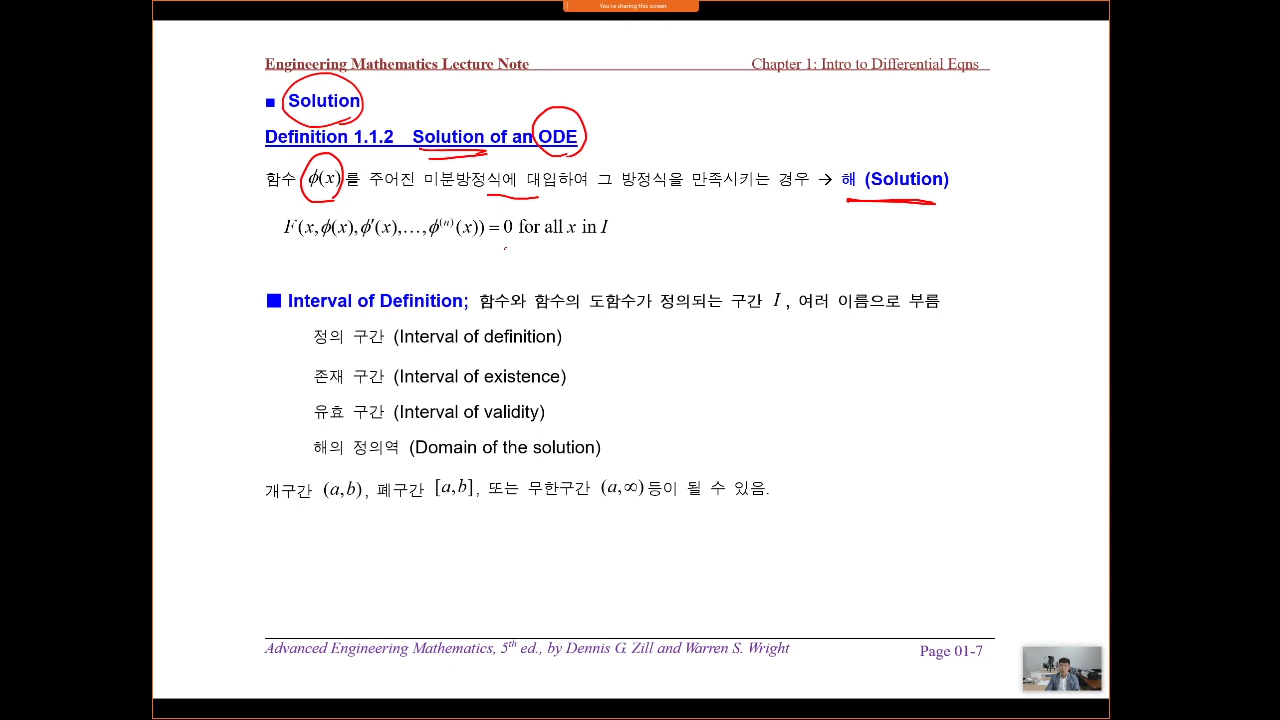 You're sharing this screen
Engineering Mathematics Lecture Note Chapter 1: Intro to Differential Eqns
■ Solution
Definition 1.1.2 Solution of an ODE
함수 ϕ(x)를 주어진 미분방정식에 대입하여 그 방정식을 만족시키는 경우 → 해 (Solution)
F(x,ϕ(x),ϕ′(x),…,ϕ⁽ⁿ⁾(x)) = 0 for all x in I
■ Interval of Definition; 함수와 함수의 도함수가 정의되는 구간 I , 여러 이름으로 부름
정의 구간 (Interval of definition)
존재 구간 (Interval of existence)
유효 구간 (Interval of validity)
해의 정의역 (Domain of the solution)
개구간 (a,b), 폐구간 [a,b], 또는 무한구간 (a,∞)등이 될 수 있음.
Advanced Engineering Mathematics, 5th ed., by Dennis G. Zill and Warren S. Wright Page 01-7